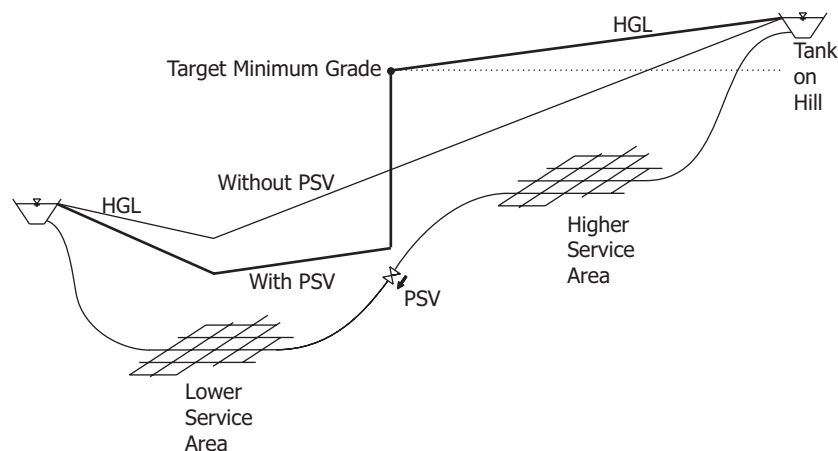 HGL
Target Minimum Grade
Tank
on
Hill
Without PSV
HGL
Higher
Service
Area
With PSV
PSV
Lower
Service
Area